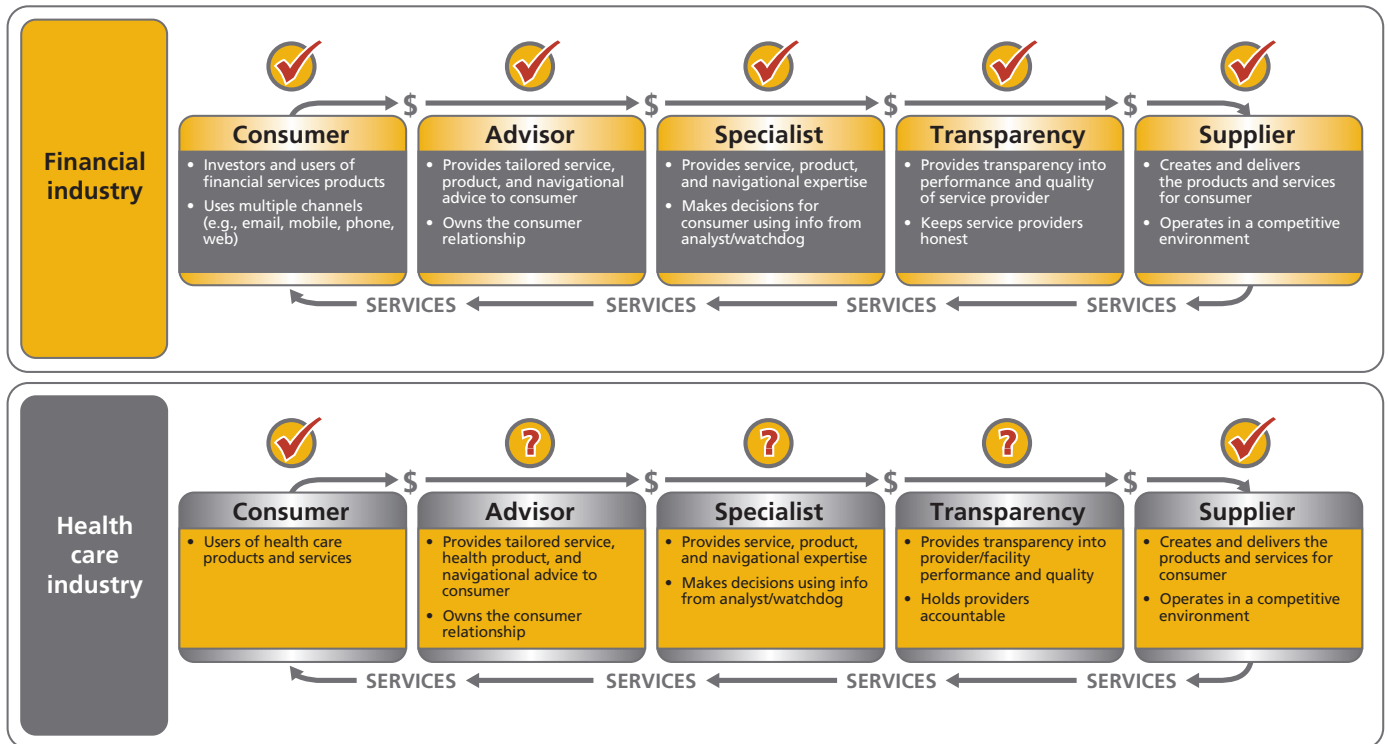 Financial
industry
$ $ $ $
Consumer
• Investors and users of
financial services products
• Uses multiple channels
(e.g., email, mobile, phone,
web)
Advisor
• Provides tailored service,
product, and navigational
advice to consumer
• Owns the consumer
relationship
Specialist
• Provides service, product,
and navigational expertise
• Makes decisions for
consumer using info from
analyst/watchdog
Transparency
• Provides transparency into
performance and quality
of service provider
• Keeps service providers
honest
Supplier
• Creates and delivers
the products and services
for consumer
• Operates in a competitive
environment
SERVICES SERVICES SERVICES SERVICES
Health
care
industry
? ? ?
$ $ $ $
Consumer
• Users of health care
products and services
Advisor
• Provides tailored service,
health product, and
navigational advice to
consumer
• Owns the consumer
relationship
Specialist
• Provides service, product,
and navigational expertise
• Makes decisions using info
from analyst/watchdog
Transparency
• Provides transparency into
provider/facility
performance and quality
• Holds providers
accountable
Supplier
• Creates and delivers the
products and services for
consumer
• Operates in a competitive
environment
SERVICES SERVICES SERVICES SERVICES